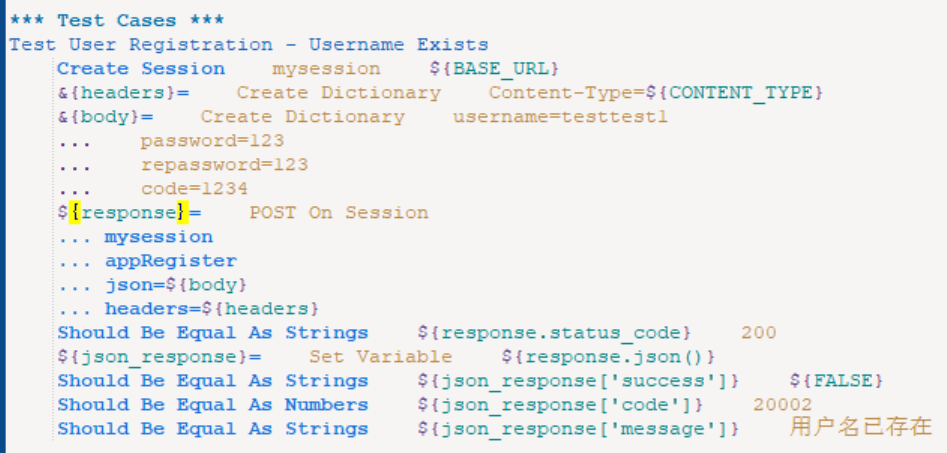 *** Test Cases ***
Test User Registration - Username Exists
    Create Session    mysession    ${BASE_URL}
    &{headers}=    Create Dictionary    Content-Type=${CONTENT_TYPE}
    &{body}=    Create Dictionary    username=testtest1
    ...    password=123
    ...    repassword=123
    ...    code=1234
    ${response}=    POST On Session
    ... mysession
    ... appRegister
    ... json=${body}
    ... headers=${headers}
    Should Be Equal As Strings    ${response.status_code}    200
    ${json_response}=    Set Variable    ${response.json()}
    Should Be Equal As Strings    ${json_response['success']}    ${FALSE}
    Should Be Equal As Numbers    ${json_response['code']}    20002
    Should Be Equal As Strings    ${json_response['message']}    用户名已存在